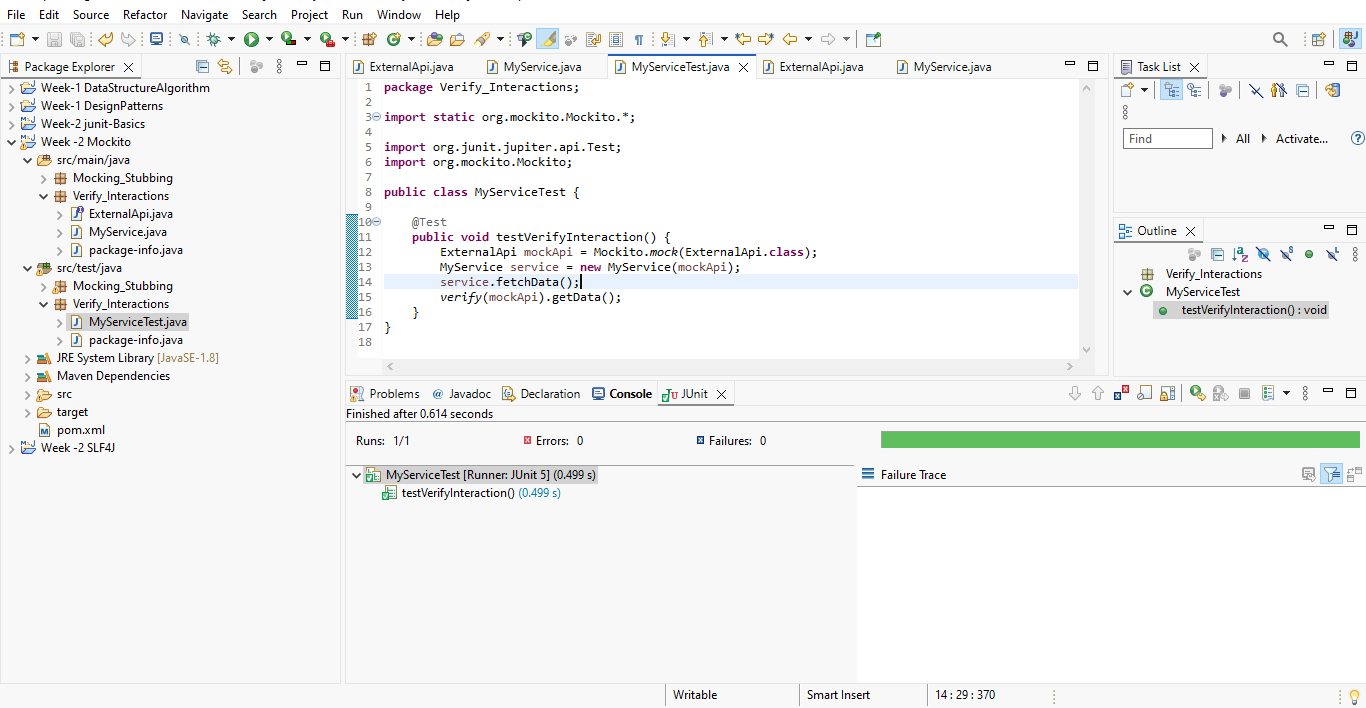 File Edit Source Refactor Navigate Search Project Run Window Help
Package Explorer
Week-1 DataStructureAlgorithm
Week-1 DesignPatterns
Week-2 junit-Basics
Week -2 Mockito
src/main/java
Mocking_Stubbing
Verify_Interactions
ExternalApi.java
MyService.java
package-info.java
src/test/java
Mocking_Stubbing
Verify_Interactions
MyServiceTest.java
package-info.java
JRE System Library [JavaSE-1.8]
Maven Dependencies
src
target
pom.xml
Week -2 SLF4J
ExternalApi.java MyService.java MyServiceTest.java ExternalApi.java MyService.java
1 package Verify_Interactions;
2
3 import static org.mockito.Mockito.*;
4
5 import org.junit.jupiter.api.Test;
6 import org.mockito.Mockito;
7
8 public class MyServiceTest {
9
10 @Test
11 public void testVerifyInteraction() {
12 ExternalApi mockApi = Mockito.mock(ExternalApi.class);
13 MyService service = new MyService(mockApi);
14 service.fetchData();
15 verify(mockApi).getData();
16 }
17 }
18
Task List
Find All Activate...
Outline
Verify_Interactions
MyServiceTest
testVerifyInteraction() : void
Problems @ Javadoc Declaration Console JUnit
Finished after 0.614 seconds
Runs: 1/1 Errors: 0 Failures: 0
MyServiceTest [Runner: JUnit 5] (0.499 s)
testVerifyInteraction() (0.499 s)
Failure Trace
Writable Smart Insert 14 : 29 : 370